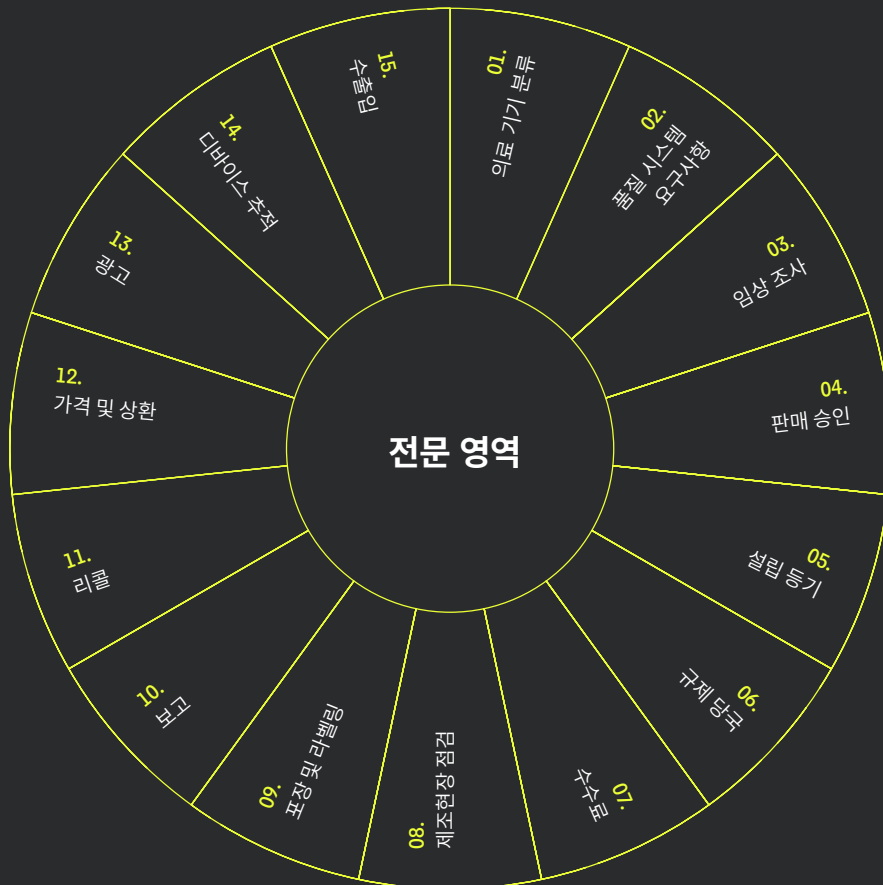 전문 영역
01.
의료 기기 분류
02.
품질 시스템
요구사항
03.
임상 조사
04.
판매 승인
05.
설립 등기
06.
규제 당국
07.
수수료
08.
제조현장 점검
09.
포장 및 라벨링
10.
보고
11.
리콜
12.
가격 및 상환
13.
광고
14.
디바이스 추적
15.
수출입